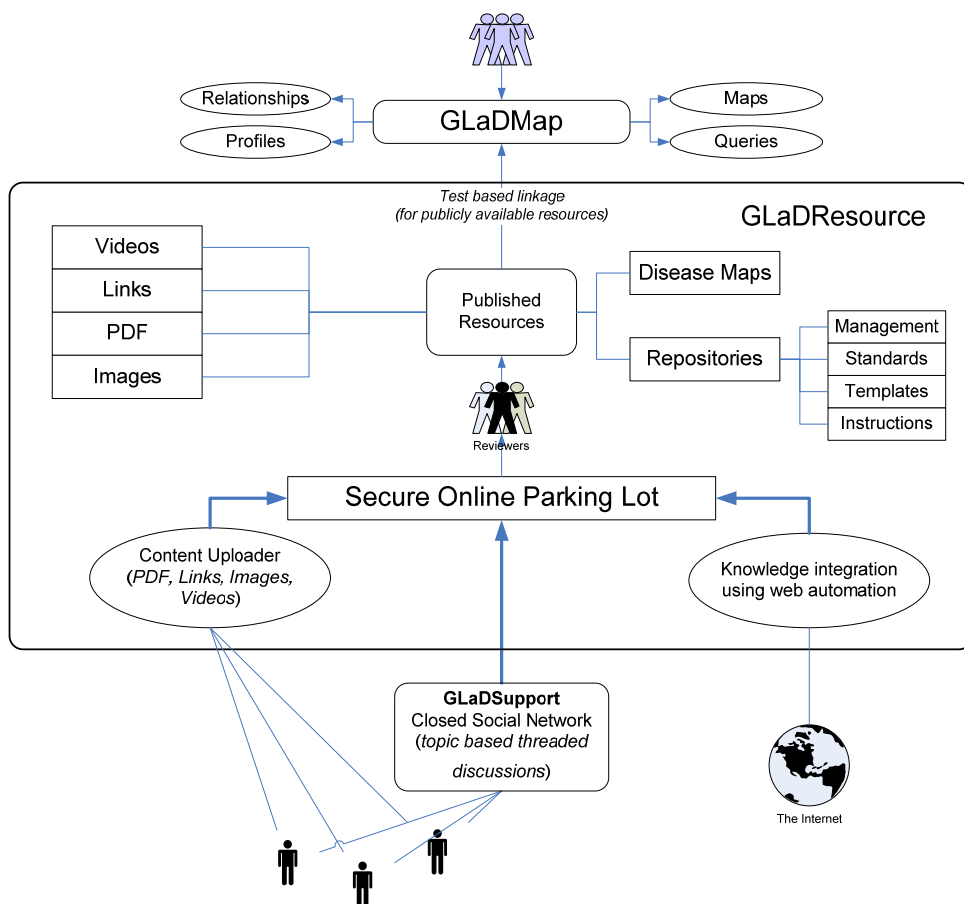 Relationships
Profiles
GLaDMap
Maps
Queries
Test based linkage
(for publicly available resources)
GLaDResource
Videos
Links
PDF
Images
Published
Resources
Disease Maps
Repositories
Management
Standards
Templates
Instructions
Reviewers
Secure Online Parking Lot
Content Uploader
(PDF, Links, Images,
Videos)
Knowledge integration
using web automation
GLaDSupport
Closed Social Network
(topic based threaded
discussions)
The Internet